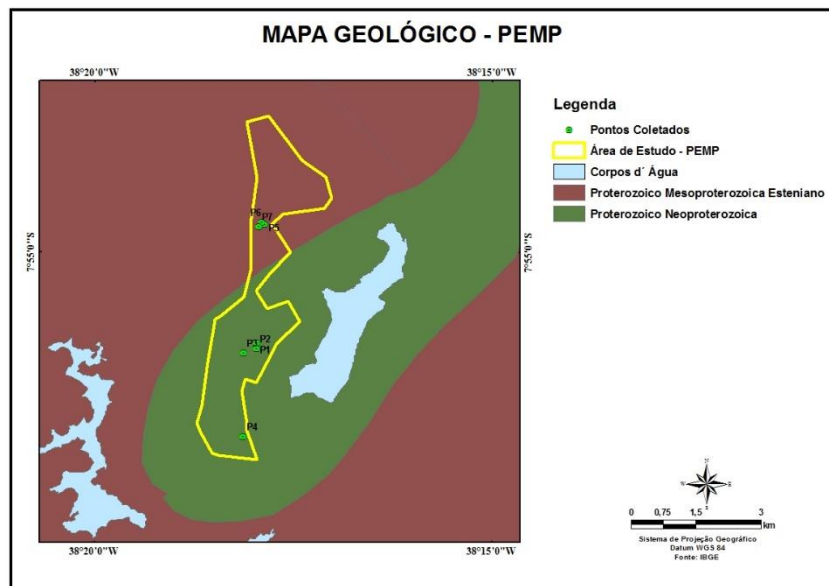 MAPA GEOLÓGICO - PEMP
38°20'0"W
38°15'0"W
7°55'0"S
7°55'0"S
P6
P7
P5
P3
P2
P1
P4
38°20'0"W
38°15'0"W
Legenda
Pontos Coletados
Área de Estudo - PEMP
Corpos d´ Água
Proterozoico Mesoproterozoica Esteniano
Proterozoico Neoproterozoica
N
W
E
S
0 0,75 1,5 3
km
Sistema de Projeção Geográfico
Datum WGS 84
Fonte: IBGE